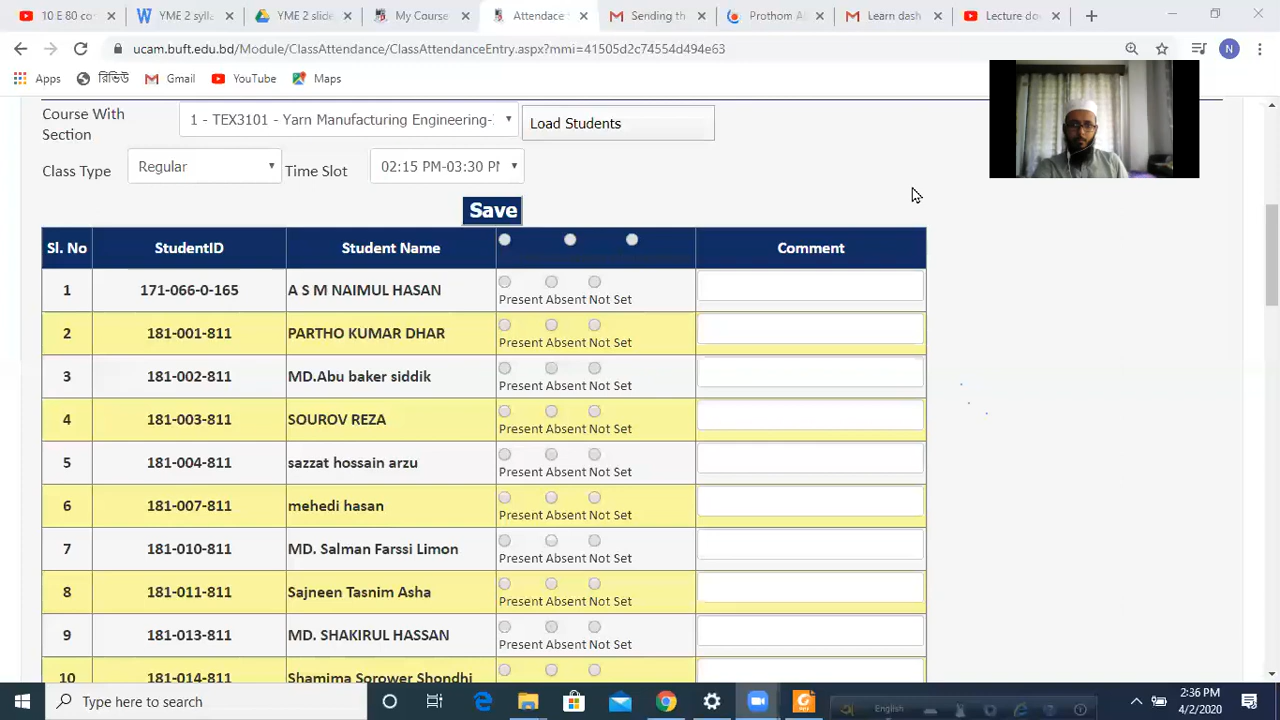 10 E 80 co
YME 2 sylla
YME 2 slide
My Course
Attendace
Sending th
Prothom A
Learn dash
Lecture do
ucam.buft.edu.bd/Module/ClassAttendance/ClassAttendanceEntry.aspx?mmi=41505d2c74554d494e63
N
Apps
রিভিউ
Gmail
YouTube
Maps
Course With Section
1 - TEX3101 - Yarn Manufacturing Engineering-
Load Students
Class Type
Regular
Time Slot
02:15 PM-03:30 PM
Save
Sl. No StudentID Student Name Comment
1 171-066-0-165 A S M NAIMUL HASAN Present Absent Not Set
2 181-001-811 PARTHO KUMAR DHAR Present Absent Not Set
3 181-002-811 MD.Abu baker siddik Present Absent Not Set
4 181-003-811 SOUROV REZA Present Absent Not Set
5 181-004-811 sazzat hossain arzu Present Absent Not Set
6 181-007-811 mehedi hasan Present Absent Not Set
7 181-010-811 MD. Salman Farssi Limon Present Absent Not Set
8 181-011-811 Sajneen Tasnim Asha Present Absent Not Set
9 181-013-811 MD. SHAKIRUL HASSAN Present Absent Not Set
10 181-014-811 Shamima Sorower Shondhi
Type here to search
English
2:36 PM
4/2/2020